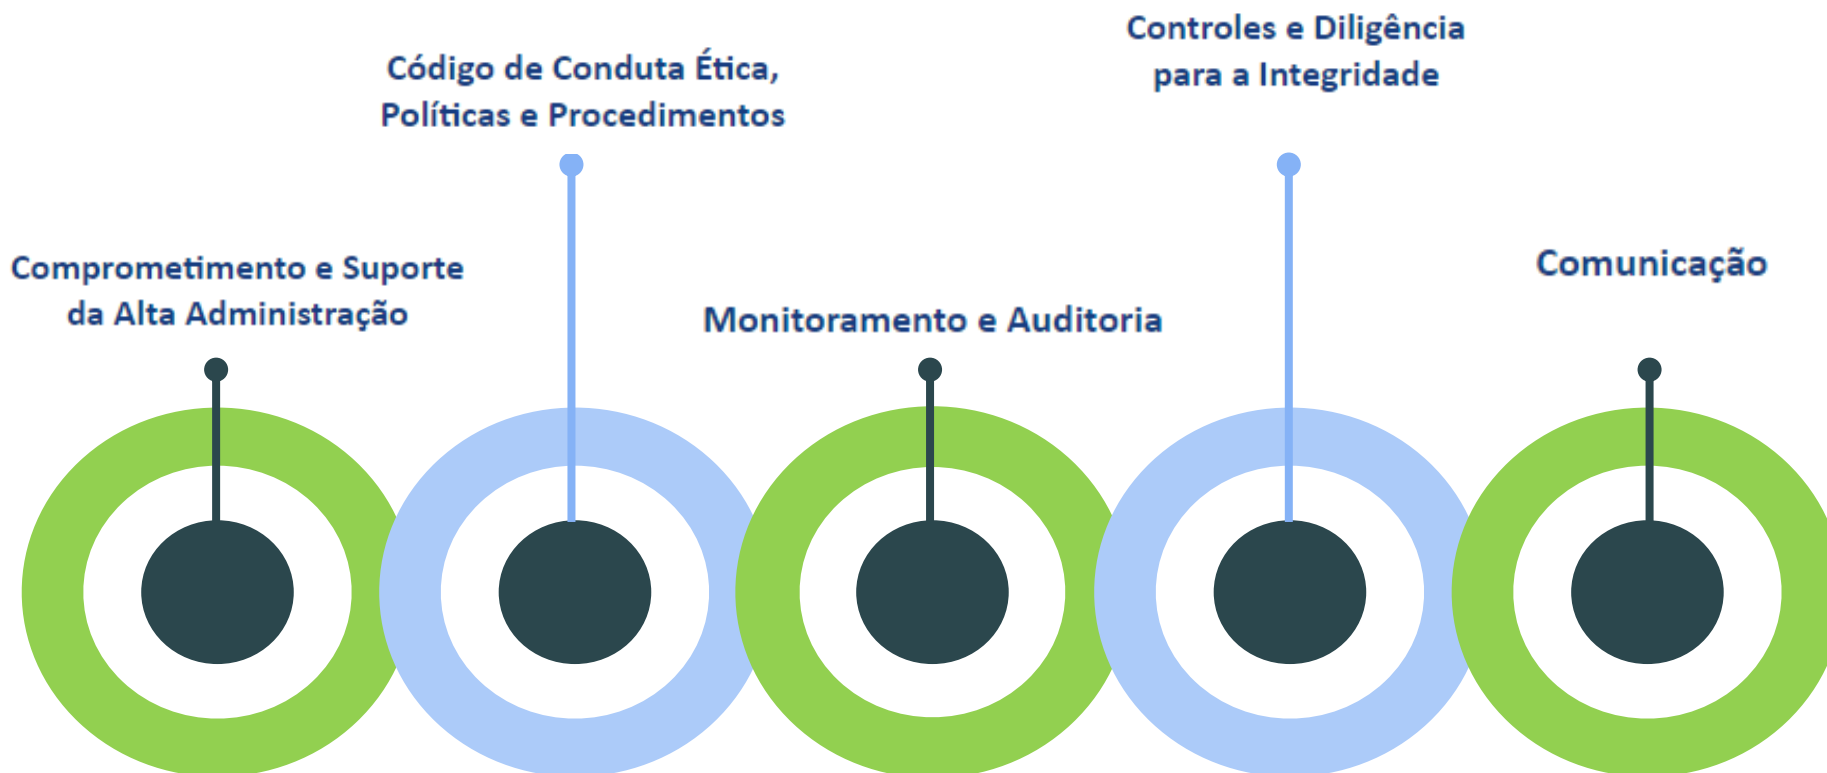 Comprometimento e Suporte
da Alta Administração
Código de Conduta Ética,
Políticas e Procedimentos
Monitoramento e Auditoria
Controles e Diligência
para a Integridade
Comunicação